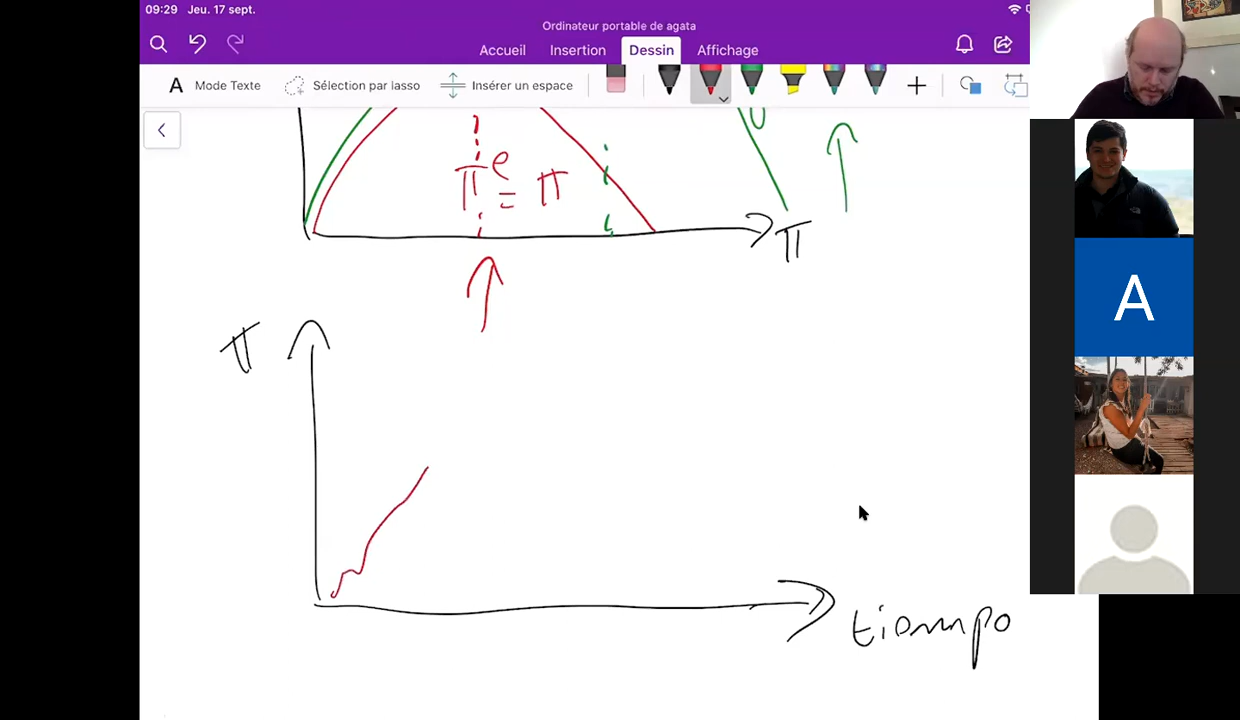 09:29 Jeu. 17 sept.
Ordinateur portable de agata
Accueil Insertion Dessin Affichage
A Mode Texte Sélection par lasso Insérer un espace
π^e = π
π
π
tiempo
A